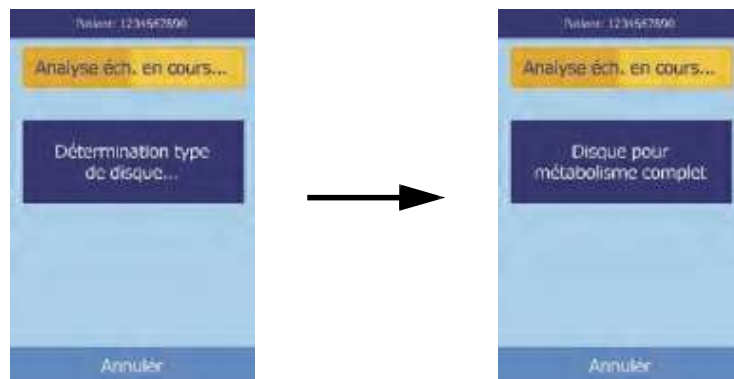 Patient: 1234567890
Analyse éch. en cours...
Détermination type
de disque...
Annuler
Patient: 1234567890
Analyse éch. en cours...
Disque pour
métabolisme complet
Annuler